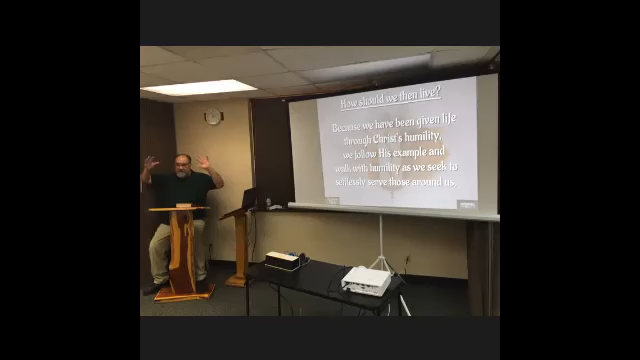 How should we then live?
Because we have been given life
through Christ's humility,
we follow His example and
walk with humility as we seek to
selflessly serve those around us.